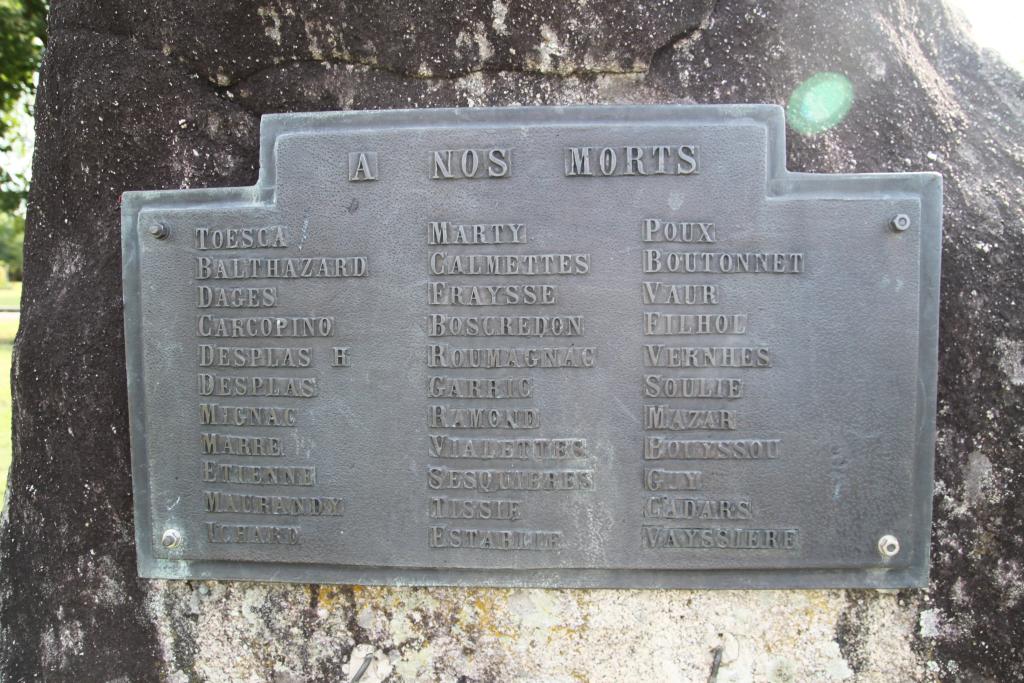 A NOS MORTS
TOESCA
BALTHAZARD
DAGES
CARCOPINO
DESPLAS H
DESPLAS
MIGNAC
MARRE
ETIENNE
MAURANDY
ICHARD
MARTY
CALMETTES
FRAYSSE
BOSCREDON
ROUMAGNAC
GARRIC
RAMOND
VIALETTES
SESQUIERES
TISSIE
ESTABLIE
POUX
BOUTONNET
VAUR
FILHOL
VERNHES
SOULIE
MAZAR
BOUYSSOU
GUY
CADARS
VAYSSIERE